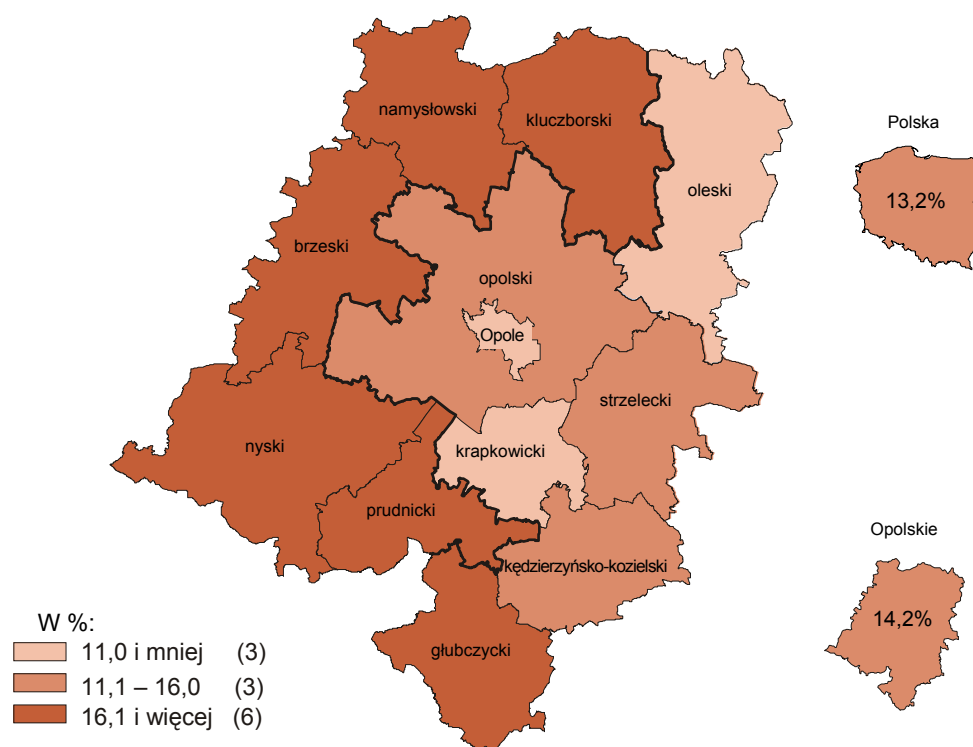 namysłowski
kluczborski
oleski
brzeski
opolski
Opole
strzelecki
nyski
krapkowicki
prudnicki
kędzierzyńsko-kozielski
głubczycki
Polska
13,2%
Opolskie
14,2%
W %:
11,0 i mniej (3)
11,1 – 16,0 (3)
16,1 i więcej (6)